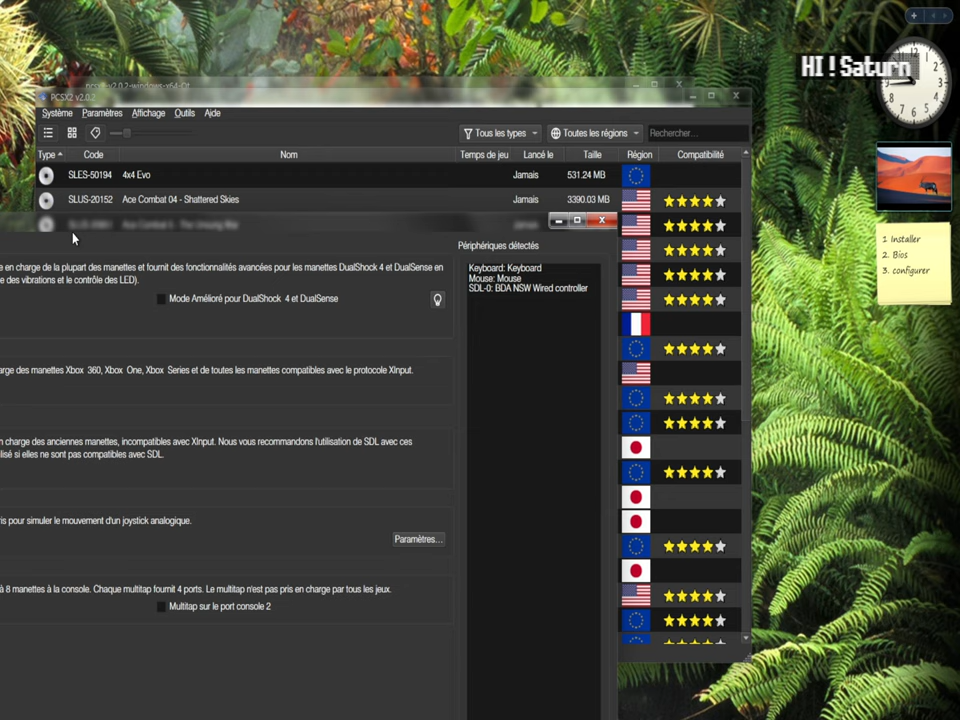 HI ! Saturn
PCSX2 v2.0.2
Système Paramètres Affichage Outils Aide
Tous les types Toutes les régions Rechercher...
Type Code Nom Temps de jeu Lancé le Taille Région Compatibilité
SLES-50194 4x4 Evo Jamais 531.24 MB
SLUS-20152 Ace Combat 04 - Shattered Skies Jamais 3390.03 MB
1 Installer
2. Bios
3. configurer
Périphériques détectés
e en charge de la plupart des manettes et fournit des fonctionnalités avancées pour les manettes DualShock 4 et DualSense en
e des vibrations et le contrôle des LED).
Mode Amélioré pour DualShock 4 et DualSense
Keyboard: Keyboard
Mouse: Mouse
SDL-0: BDA NSW Wired controller
arge des manettes Xbox 360, Xbox One, Xbox Series et de toutes les manettes compatibles avec le protocole XInput.
n charge des anciennes manettes, incompatibles avec XInput. Nous vous recommandons l'utilisation de SDL avec ces
ilisé si elles ne sont pas compatibles avec SDL.
ris pour simuler le mouvement d'un joystick analogique.
Paramètres...
à 8 manettes à la console. Chaque multitap fournit 4 ports. Le multitap n'est pas pris en charge par tous les jeux.
Multitap sur le port console 2